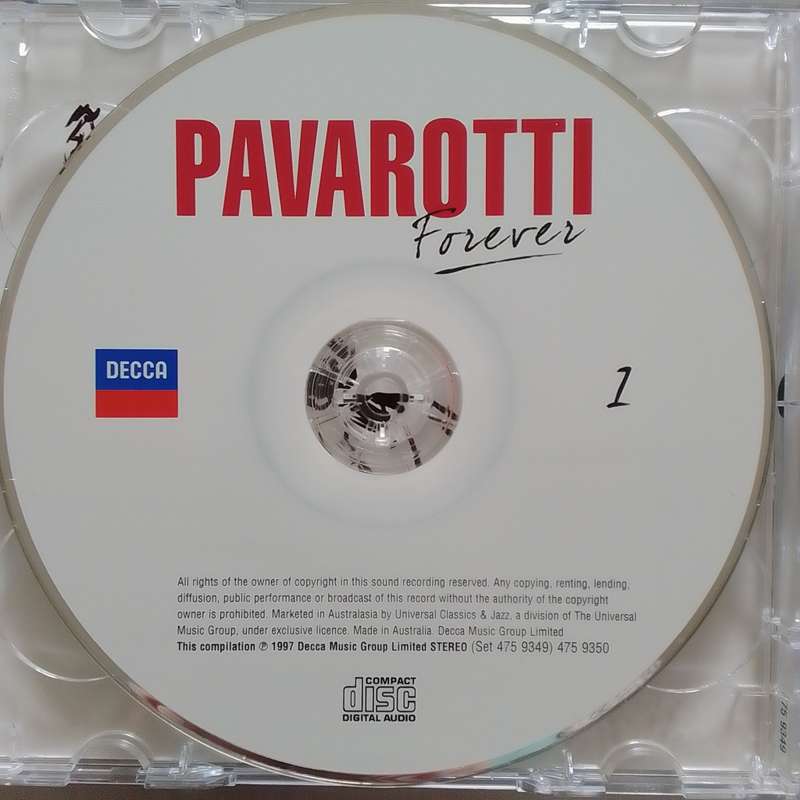 PAVAROTTI
Forever
DECCA
1
All rights of the owner of copyright in this sound recording reserved. Any copying, renting, lending,
diffusion, public performance or broadcast of this record without the authority of the copyright
owner is prohibited. Marketed in Australasia by Universal Classics & Jazz, a division of The Universal
Music Group, under exclusive licence. Made in Australia. Decca Music Group Limited
This compilation ℗ 1997 Decca Music Group Limited STEREO (Set 475 9349) 475 9350
COMPACT
disc
DIGITAL AUDIO
75 9349